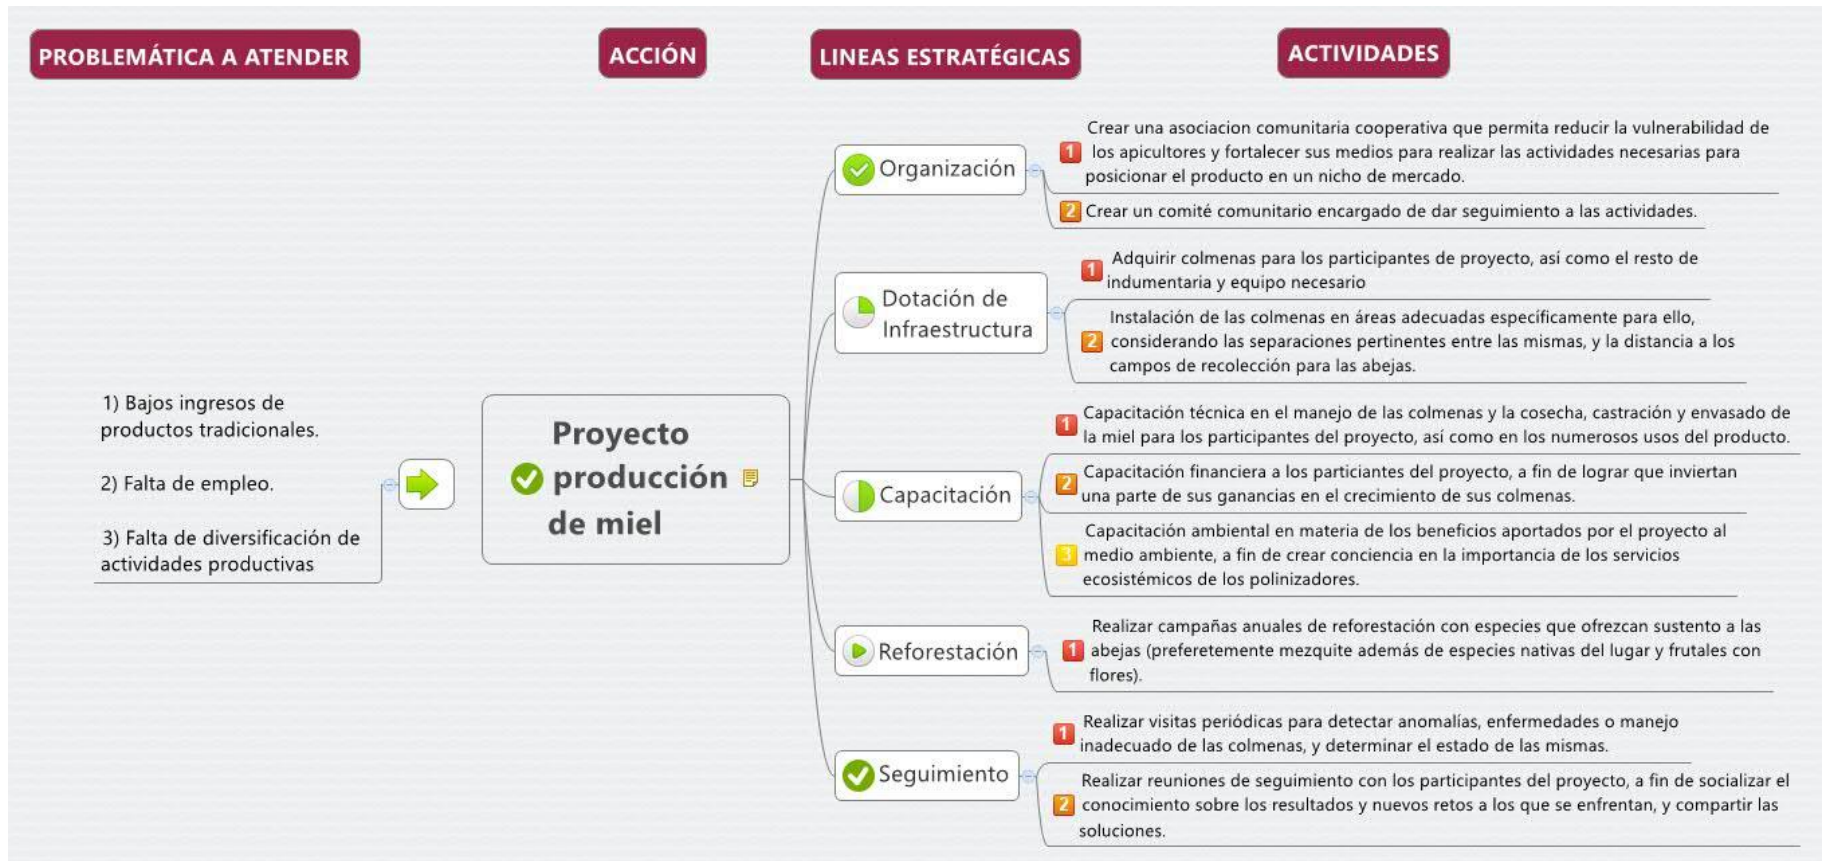 PROBLEMÁTICA A ATENDER
ACCIÓN
LINEAS ESTRATÉGICAS
ACTIVIDADES
1) Bajos ingresos de
productos tradicionales.
2) Falta de empleo.
3) Falta de diversificación de
actividades productivas
Proyecto
producción
de miel
Organización
Crear una asociacion comunitaria cooperativa que permita reducir la vulnerabilidad de
1 los apicultores y fortalecer sus medios para realizar las actividades necesarias para
posicionar el producto en un nicho de mercado.
2 Crear un comité comunitario encargado de dar seguimiento a las actividades.
Dotación de
Infraestructura
1 Adquirir colmenas para los participantes de proyecto, así como el resto de
indumentaria y equipo necesario
Instalación de las colmenas en áreas adecuadas específicamente para ello,
2 considerando las separaciones pertinentes entre las mismas, y la distancia a los
campos de recolección para las abejas.
Capacitación
1 Capacitación técnica en el manejo de las colmenas y la cosecha, castración y envasado de
la miel para los participantes del proyecto, así como en los numerosos usos del producto.
2 Capacitación financiera a los particiantes del proyecto, a fin de lograr que inviertan
una parte de sus ganancias en el crecimiento de sus colmenas.
Capacitación ambiental en materia de los beneficios aportados por el proyecto al
3 medio ambiente, a fin de crear conciencia en la importancia de los servicios
ecosistémicos de los polinizadores.
Reforestación
Realizar campañas anuales de reforestación con especies que ofrezcan sustento a las
1 abejas (preferetemente mezquite además de especies nativas del lugar y frutales con
flores).
Seguimiento
1 Realizar visitas periódicas para detectar anomalías, enfermedades o manejo
inadecuado de las colmenas, y determinar el estado de las mismas.
Realizar reuniones de seguimiento con los participantes del proyecto, a fin de socializar el
2 conocimiento sobre los resultados y nuevos retos a los que se enfrentan, y compartir las
soluciones.